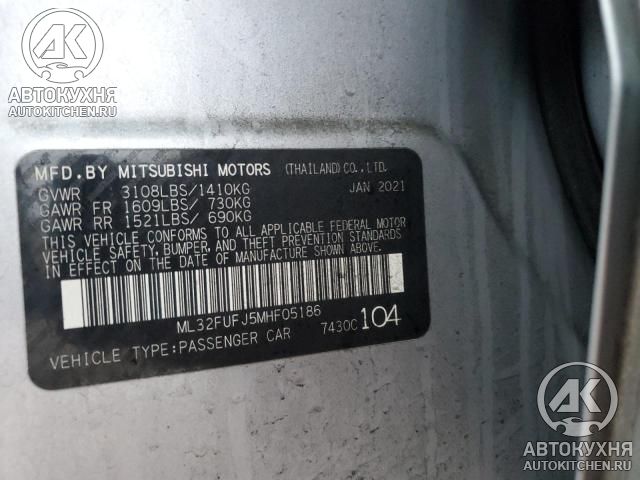 AK
АВТОКУХНЯ
AUTOKITCHEN.RU
MFD.BY MITSUBISHI MOTORS (THAILAND)CO.,LTD.
GVWR 3108LBS/1410KG JAN 2021
GAWR FR 1609LBS/ 730KG
GAWR RR 1521LBS/ 690KG
THIS VEHICLE CONFORMS TO ALL APPLICABLE FEDERAL MOTOR
VEHICLE SAFETY, BUMPER, AND THEFT PREVENTION STANDARDS
IN EFFECT ON THE DATE OF MANUFACTURE SHOWN ABOVE.
ML32FUFJ5MHF05186
VEHICLE TYPE:PASSENGER CAR 7430C 104
AK
АВТОКУХНЯ
AUTOKITCHEN.RU